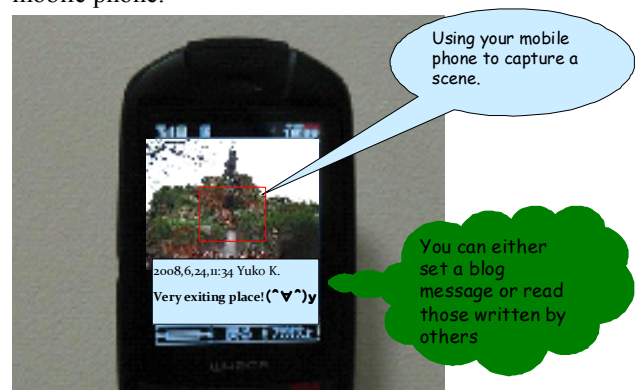 mobile phone.
Using your mobile
phone to capture a
scene.
2008,6,24,11:34 Yuko K.
Very exiting place!(^∀^)y
You can either
set a blog
message or read
those written by
others